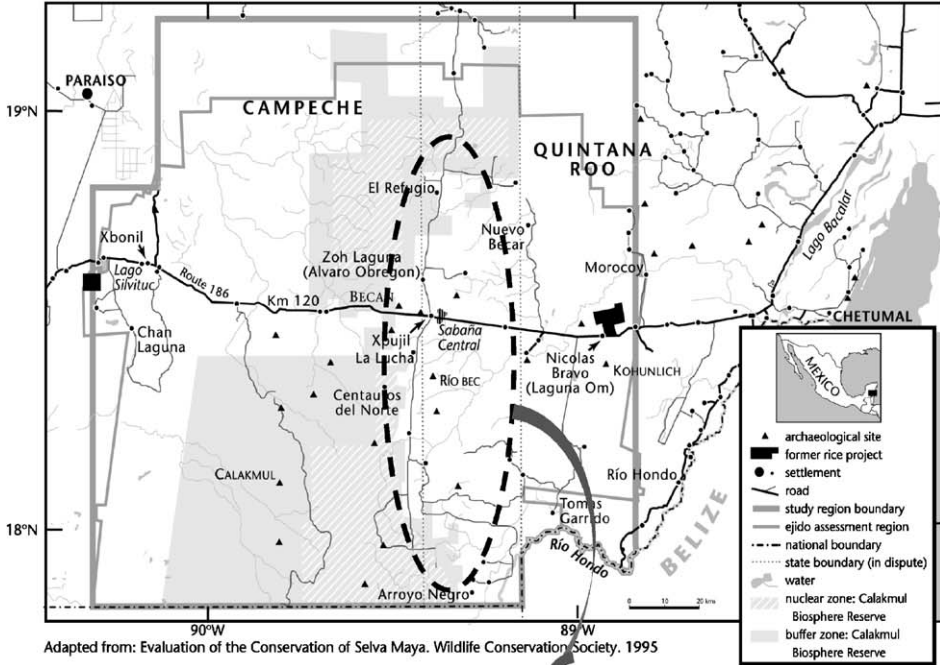 19°N
PARAISO
CAMPECHE
QUINTANA
ROO
El Refugio
Nuevo
Becar
Xbonil
Zoh Laguna
(Alvaro Obregon)
Morocoy
Lago Bacalar
Lago
Silvituc
Route 186
Km 120
BECAN
Sabaña
Central
CHETUMAL
Chan
Laguna
Xpujil
La Lucha
Nicolas
Bravo
(Laguna Om)
KOHUNLICH
RÍO BEC
Centauros
del Norte
CALAKMUL
Río Hondo
Tomas
Garrido
18°N
Río Hondo
BELIZE
Arroyo Negro
0 10 20 km
90°W
89°W
MEXICO
archaeological site
former rice project
settlement
road
study region boundary
ejido assessment region
national boundary
state boundary (in dispute)
water
nuclear zone: Calakmul
Biosphere Reserve
buffer zone: Calakmul
Biosphere Reserve
Adapted from: Evaluation of the Conservation of Selva Maya. Wildlife Conservation Society. 1995